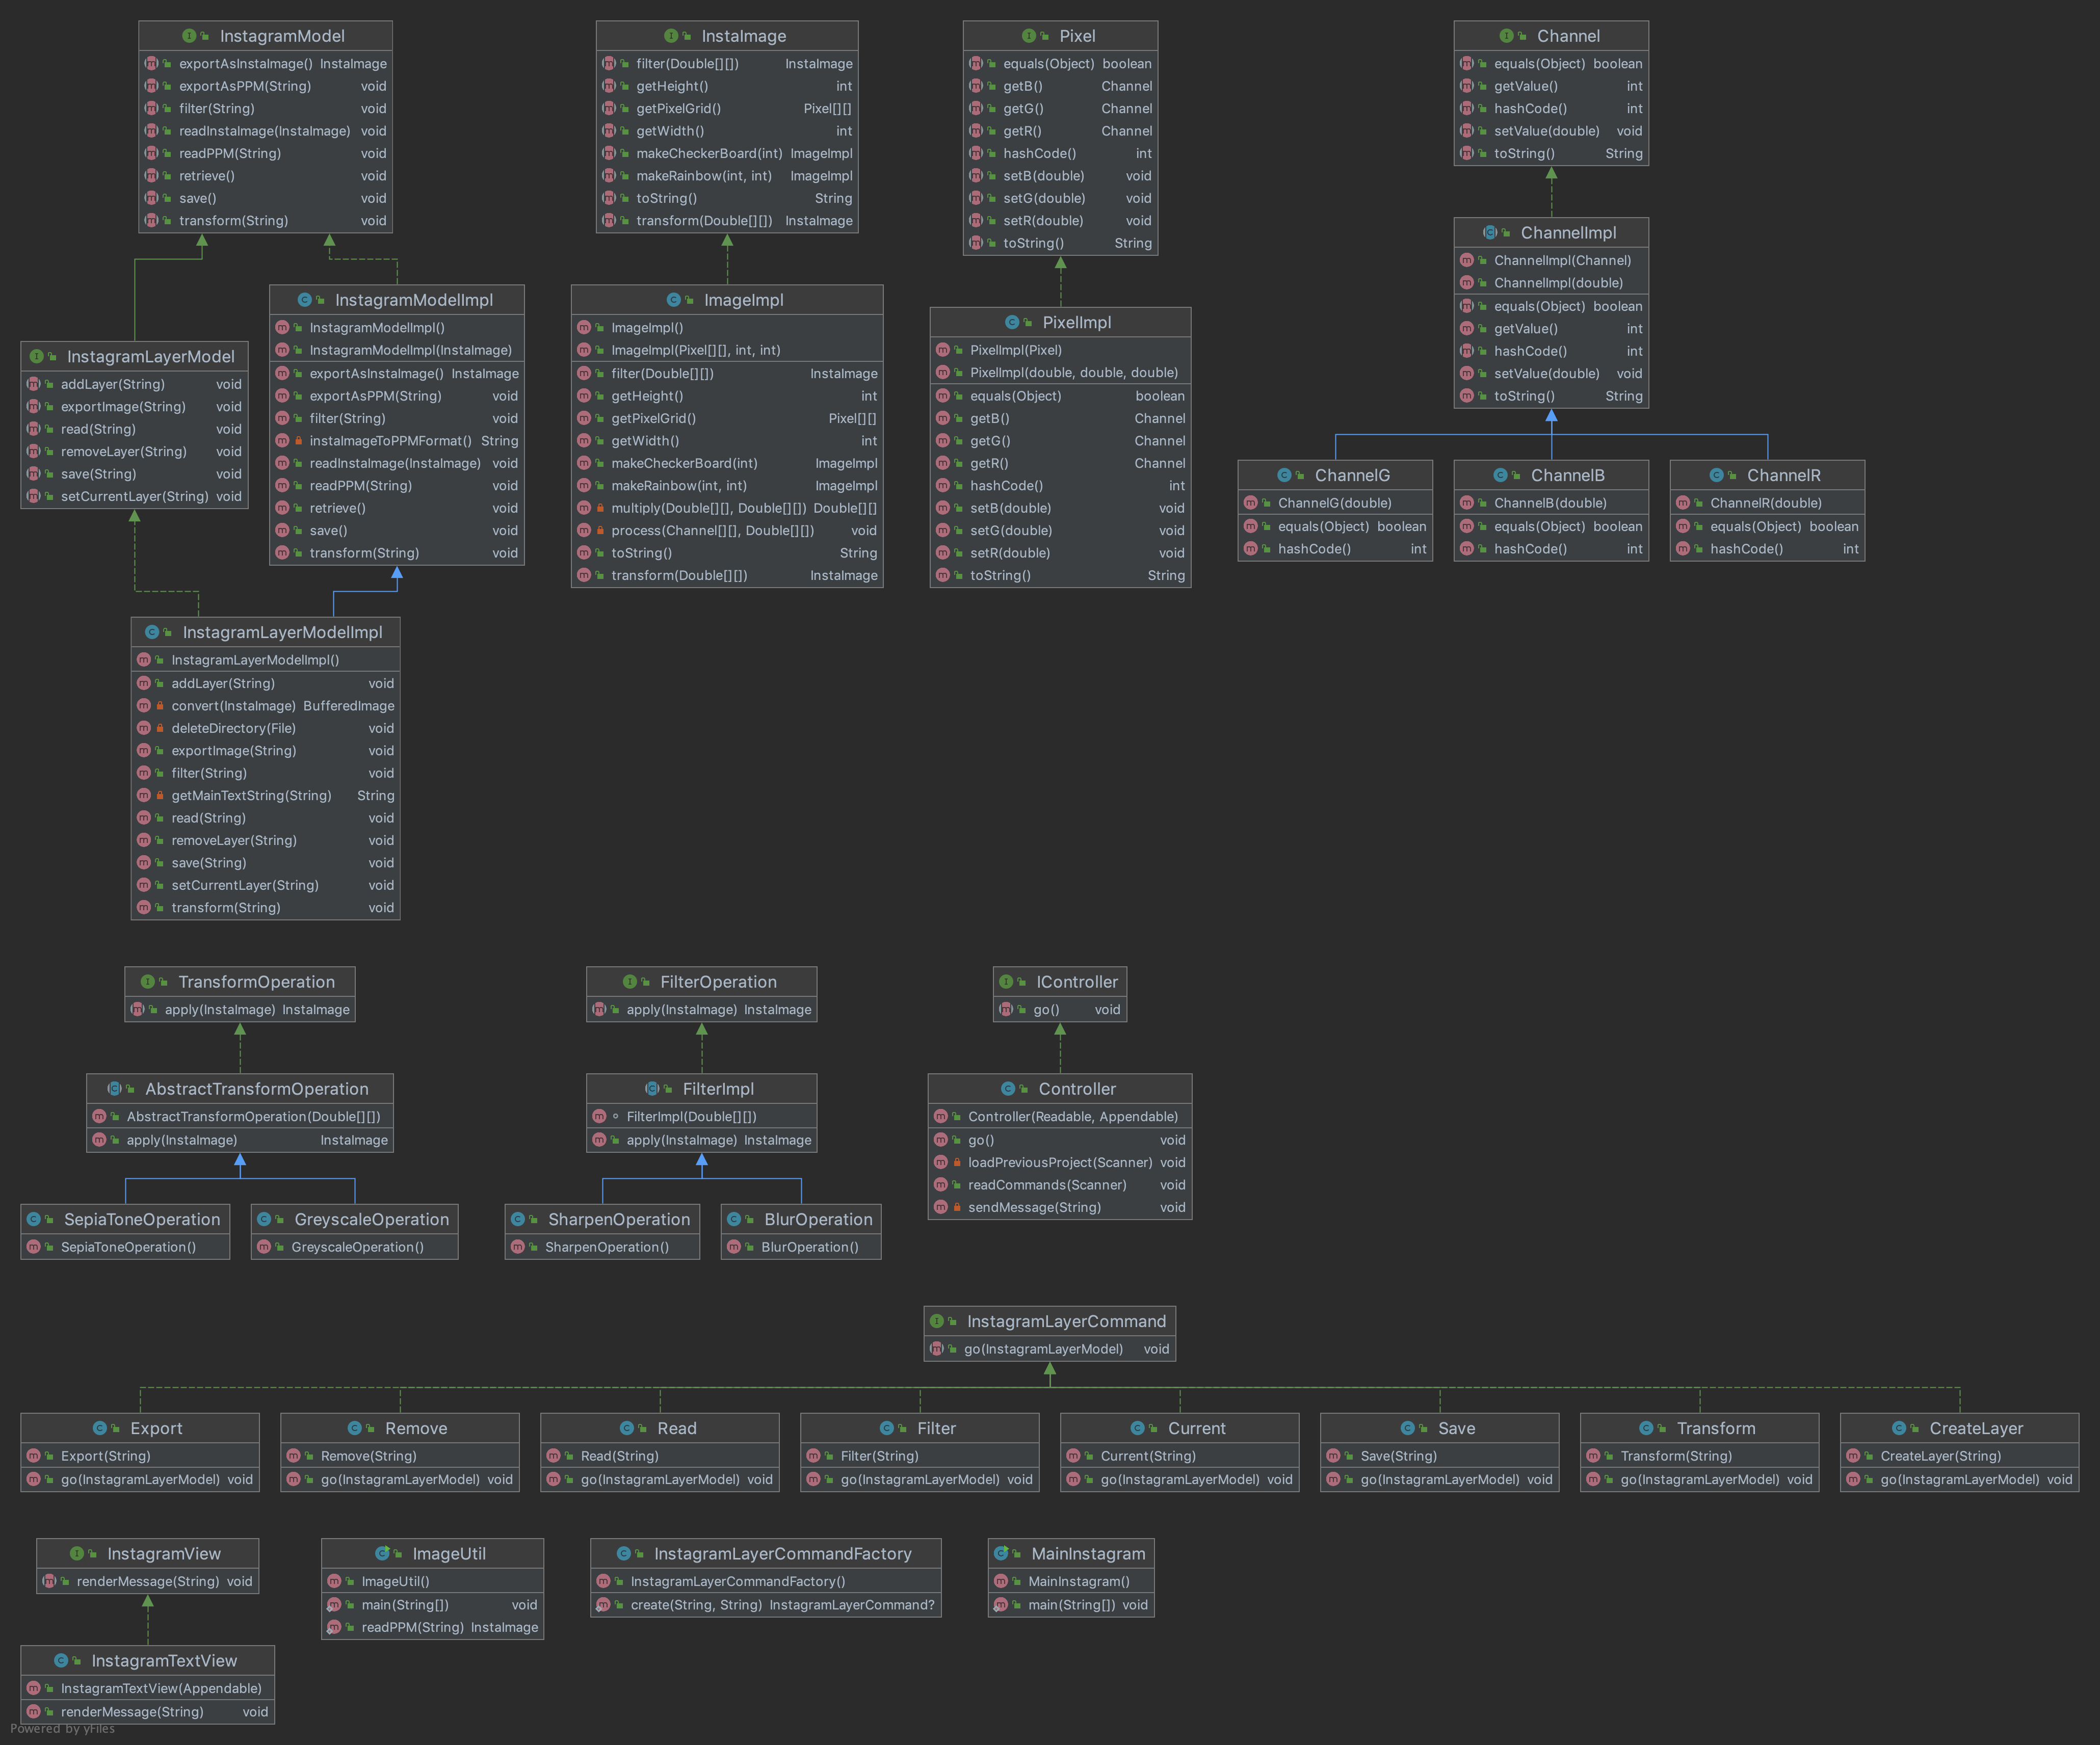 InstagramModel
exportAsInstaImage() InstaImage
exportAsPPM(String) void
filter(String) void
readInstaImage(InstaImage) void
readPPM(String) void
retrieve() void
save() void
transform(String) void
InstaImage
filter(Double[][]) InstaImage
getHeight() int
getPixelGrid() Pixel[][]
getWidth() int
makeCheckerBoard(int) ImageImpl
makeRainbow(int, int) ImageImpl
toString() String
transform(Double[][]) InstaImage
Pixel
equals(Object) boolean
getB() Channel
getG() Channel
getR() Channel
hashCode() int
setB(double) void
setG(double) void
setR(double) void
toString() String
Channel
equals(Object) boolean
getValue() int
hashCode() int
setValue(double) void
toString() String
InstagramLayerModel
addLayer(String) void
exportImage(String) void
read(String) void
removeLayer(String) void
save(String) void
setCurrentLayer(String) void
InstagramModelImpl
InstagramModelImpl()
InstagramModelImpl(InstaImage)
exportAsInstaImage() InstaImage
exportAsPPM(String) void
filter(String) void
instaImageToPPMFormat() String
readInstaImage(InstaImage) void
readPPM(String) void
retrieve() void
save() void
transform(String) void
ImageImpl
ImageImpl()
ImageImpl(Pixel[][], int, int)
filter(Double[][]) InstaImage
getHeight() int
getPixelGrid() Pixel[][]
getWidth() int
makeCheckerBoard(int) ImageImpl
makeRainbow(int, int) ImageImpl
multiply(Double[][], Double[][]) Double[][]
process(Channel[][], Double[][]) void
toString() String
transform(Double[][]) InstaImage
PixelImpl
PixelImpl(Pixel)
PixelImpl(double, double, double)
equals(Object) boolean
getB() Channel
getG() Channel
getR() Channel
hashCode() int
setB(double) void
setG(double) void
setR(double) void
toString() String
ChannelImpl
ChannelImpl(Channel)
ChannelImpl(double)
equals(Object) boolean
getValue() int
hashCode() int
setValue(double) void
toString() String
ChannelG
ChannelG(double)
equals(Object) boolean
hashCode() int
ChannelB
ChannelB(double)
equals(Object) boolean
hashCode() int
ChannelR
ChannelR(double)
equals(Object) boolean
hashCode() int
InstagramLayerModelImpl
InstagramLayerModelImpl()
addLayer(String) void
convert(InstaImage) BufferedImage
deleteDirectory(File) void
exportImage(String) void
filter(String) void
getMainTextString(String) String
read(String) void
removeLayer(String) void
save(String) void
setCurrentLayer(String) void
transform(String) void
TransformOperation
apply(InstaImage) InstaImage
FilterOperation
apply(InstaImage) InstaImage
IController
go() void
AbstractTransformOperation
AbstractTransformOperation(Double[][])
apply(InstaImage) InstaImage
FilterImpl
FilterImpl(Double[][])
apply(InstaImage) InstaImage
Controller
Controller(Readable, Appendable)
go() void
loadPreviousProject(Scanner) void
readCommands(Scanner) void
sendMessage(String) void
SepiaToneOperation
SepiaToneOperation()
GreyscaleOperation
GreyscaleOperation()
SharpenOperation
SharpenOperation()
BlurOperation
BlurOperation()
InstagramLayerCommand
go(InstagramLayerModel) void
Export
Export(String)
go(InstagramLayerModel) void
Remove
Remove(String)
go(InstagramLayerModel) void
Read
Read(String)
go(InstagramLayerModel) void
Filter
Filter(String)
go(InstagramLayerModel) void
Current
Current(String)
go(InstagramLayerModel) void
Save
Save(String)
go(InstagramLayerModel) void
Transform
Transform(String)
go(InstagramLayerModel) void
CreateLayer
CreateLayer(String)
go(InstagramLayerModel) void
InstagramView
renderMessage(String) void
ImageUtil
ImageUtil()
main(String[]) void
readPPM(String) InstaImage
InstagramLayerCommandFactory
InstagramLayerCommandFactory()
create(String, String) InstagramLayerCommand?
MainInstagram
MainInstagram()
main(String[]) void
InstagramTextView
InstagramTextView(Appendable)
renderMessage(String) void
Powered by yFiles